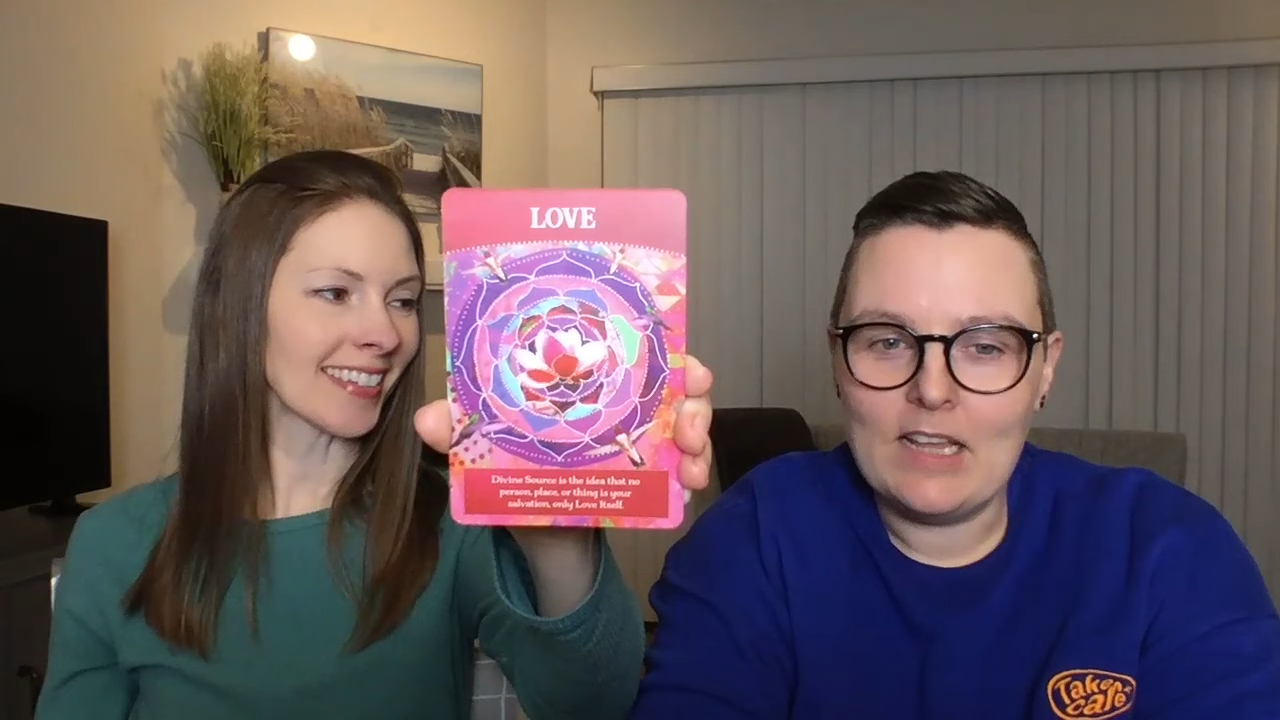 LOVE
Divine Source is the idea that no
person, place, or thing is your
salvation, only Love Itself.
Take
care